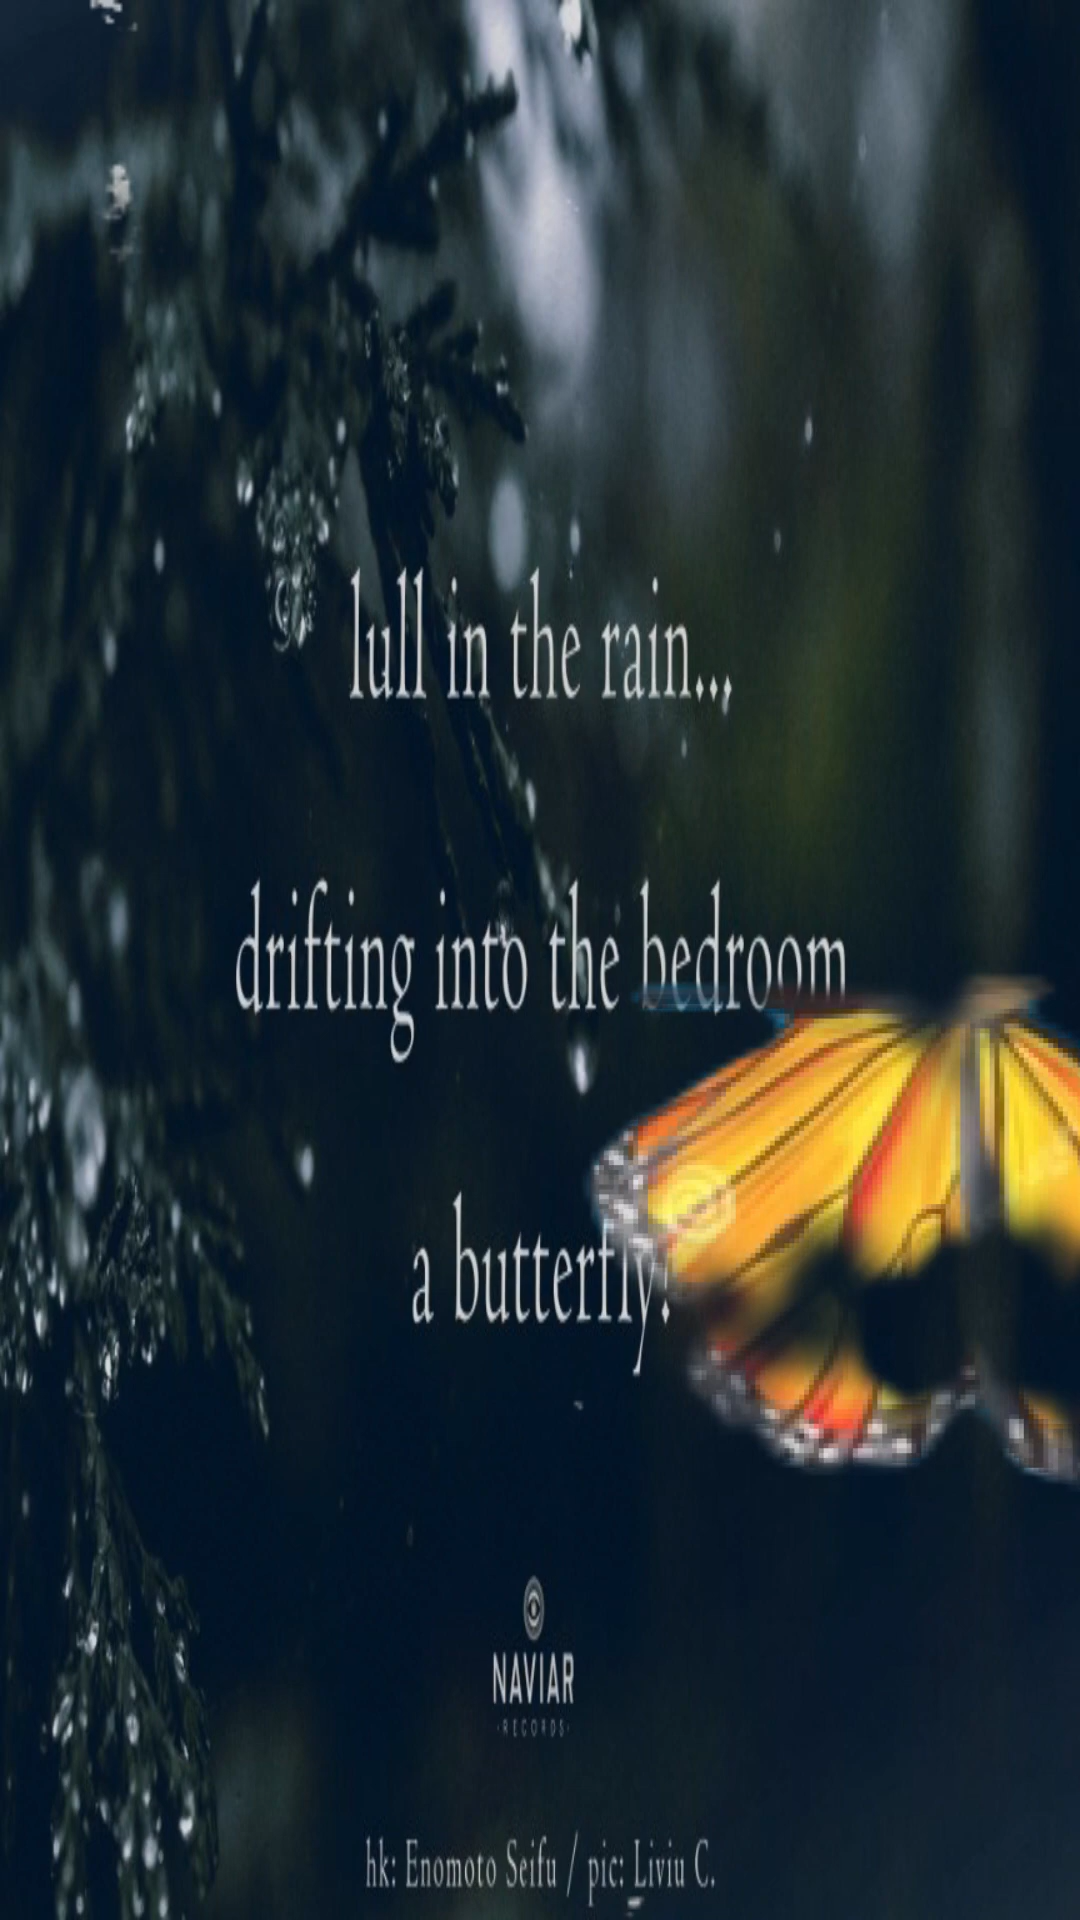 lull in the rain...
drifting into the bedroom
a butterfly!
NAVIAR
·RECORDS·
hk: Enomoto Seifu / pic: Liviu C.